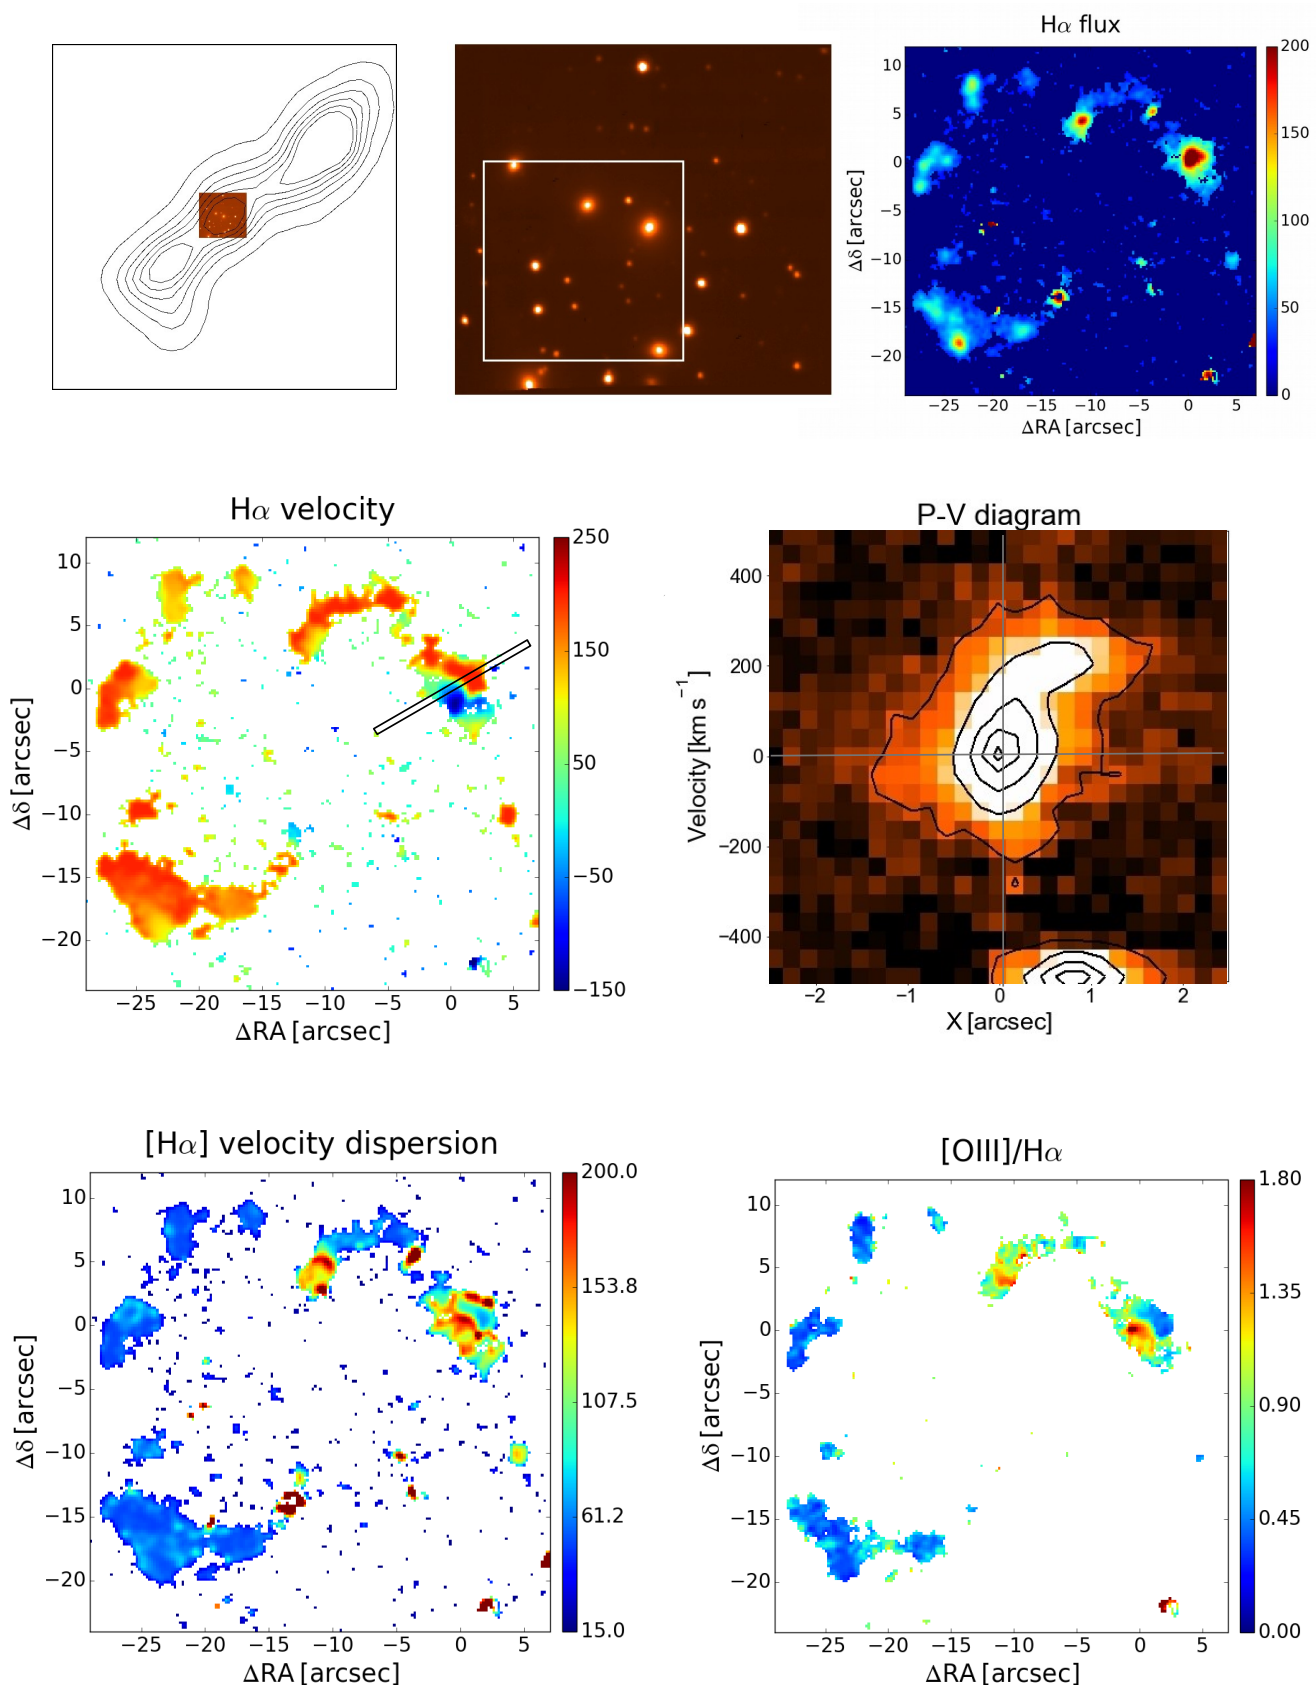 Hα flux
10
5
0
−5
−10
−15
−20
Δδ [arcsec]
−25 −20 −15 −10 −5 0 5
ΔRA [arcsec]
200
150
100
50
0
Hα velocity
10
5
0
−5
−10
−15
−20
Δδ [arcsec]
−25 −20 −15 −10 −5 0 5
ΔRA [arcsec]
250
150
50
−50
−150
P-V diagram
400
200
0
−200
−400
Velocity [km s−1]
−2 −1 0 1 2
X [arcsec]
[Hα] velocity dispersion
10
5
0
−5
−10
−15
−20
Δδ [arcsec]
−25 −20 −15 −10 −5 0 5
ΔRA [arcsec]
200.0
153.8
107.5
61.2
15.0
[OIII]/Hα
10
5
0
−5
−10
−15
−20
Δδ [arcsec]
−25 −20 −15 −10 −5 0 5
ΔRA [arcsec]
1.80
1.35
0.90
0.45
0.00